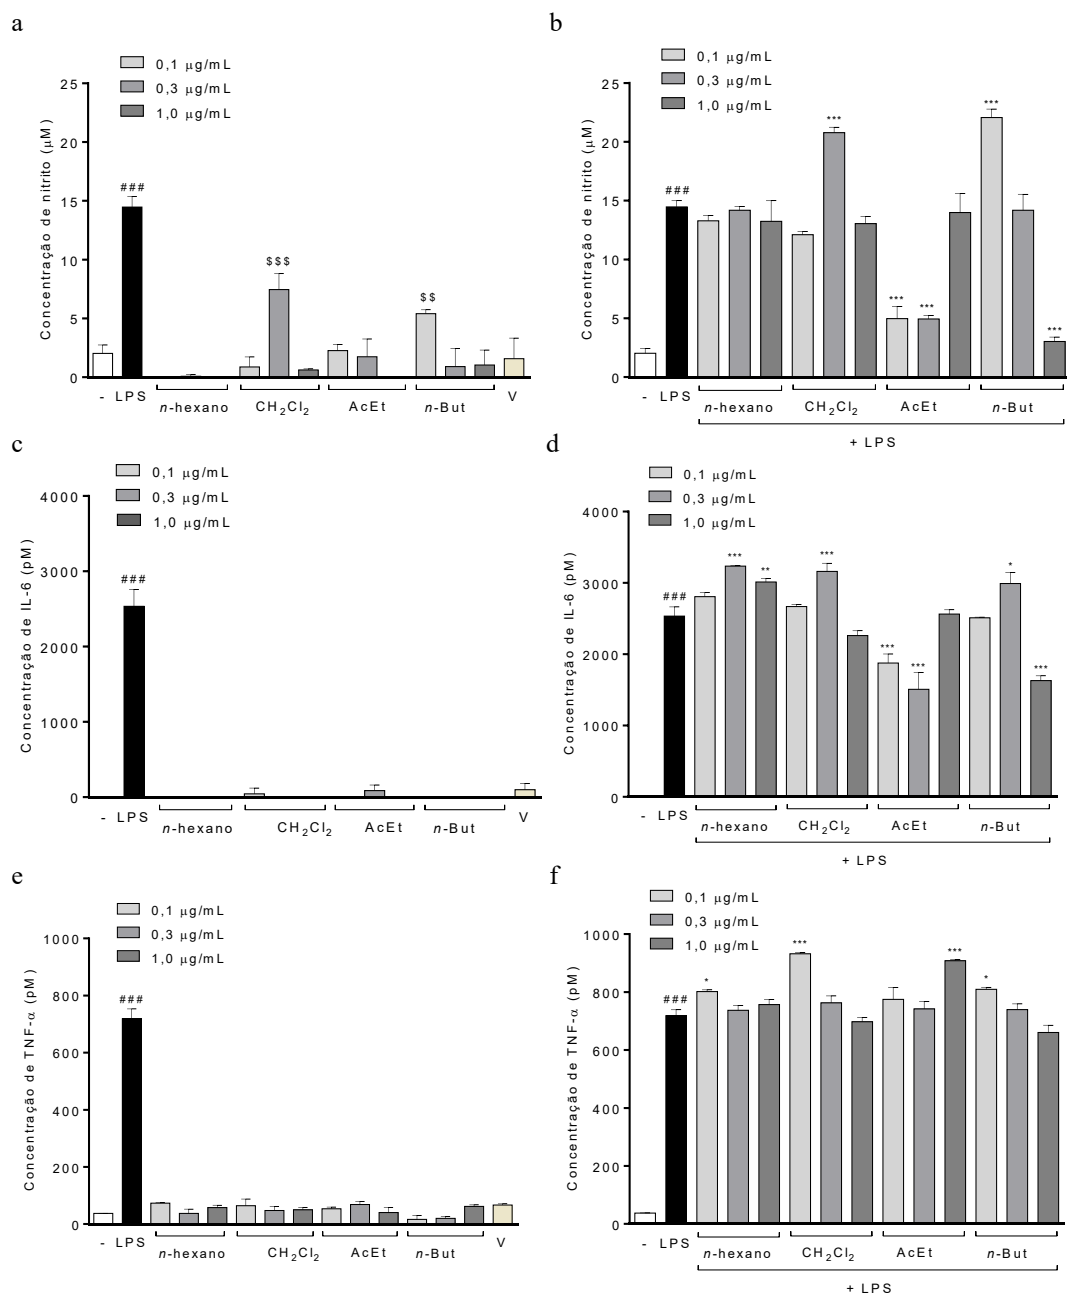 a
0,1 μg/mL
0,3 μg/mL
1,0 μg/mL
Concentração de nitrito (μM)
25
20
15
10
5
0
###
$$$
$$
- LPS n-hexano CH2Cl2 AcEt n-But V
b
0,1 μg/mL
0,3 μg/mL
1,0 μg/mL
Concentração de nitrito (μM)
25
20
15
10
5
0
###
***
***
***
***
***
- LPS n-hexano CH2Cl2 AcEt n-But
+ LPS
c
0,1 μg/mL
0,3 μg/mL
1,0 μg/mL
Concentração de IL-6 (pM)
4000
3000
2000
1000
0
###
- LPS n-hexano CH2Cl2 AcEt n-But V
d
0,1 μg/mL
0,3 μg/mL
1,0 μg/mL
Concentração de IL-6 (pM)
4000
3000
2000
1000
0
###
***
**
***
***
***
*
***
- LPS n-hexano CH2Cl2 AcEt n-But
+ LPS
e
0,1 μg/mL
0,3 μg/mL
1,0 μg/mL
Concentração de TNF-α (pM)
1000
800
600
400
200
0
###
- LPS n-hexano CH2Cl2 AcEt n-But V
f
0,1 μg/mL
0,3 μg/mL
1,0 μg/mL
Concentração de TNF-α (pM)
1000
800
600
400
200
0
###
*
***
***
*
- LPS n-hexano CH2Cl2 AcEt n-But
+ LPS